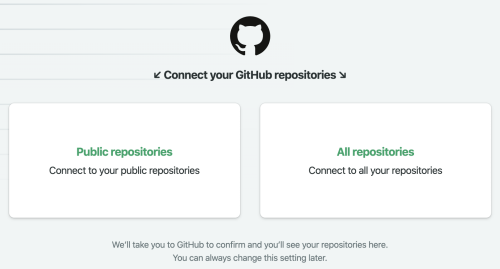 ↙ Connect your GitHub repositories ↘
Public repositories
Connect to your public repositories
All repositories
Connect to all your repositories
We'll take you to GitHub to confirm and you'll see your repositories here.
You can always change this setting later.